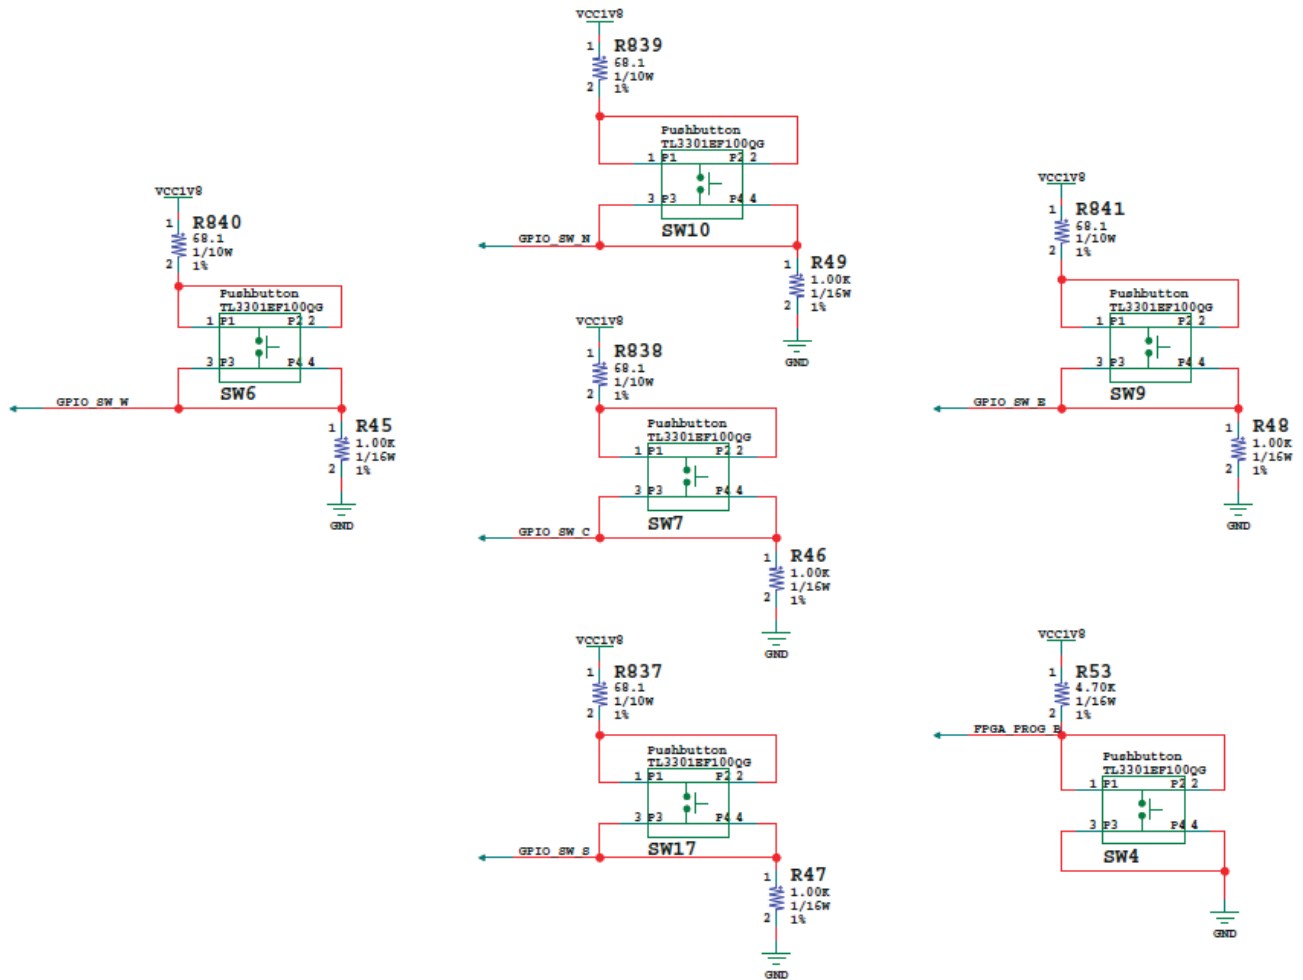 VCC1V8
1 R839
68.1
1/10W
2 1%
Pushbutton
TL3301EF100QG
1 P1 P2 2
3 P3 P4 4
SW10
GPIO_SW_N
1 R49
1.00K
1/16W
2 1%
GND
VCC1V8
1 R840
68.1
1/10W
2 1%
Pushbutton
TL3301EF100QG
1 P1 P2 2
3 P3 P4 4
SW6
GPIO_SW_W
1 R45
1.00K
1/16W
2 1%
GND
VCC1V8
1 R838
68.1
1/10W
2 1%
Pushbutton
TL3301EF100QG
1 P1 P2 2
3 P3 P4 4
SW7
GPIO_SW_C
1 R46
1.00K
1/16W
2 1%
GND
VCC1V8
1 R841
68.1
1/10W
2 1%
Pushbutton
TL3301EF100QG
1 P1 P2 2
3 P3 P4 4
SW9
GPIO_SW_E
1 R48
1.00K
1/16W
2 1%
GND
VCC1V8
1 R837
68.1
1/10W
2 1%
Pushbutton
TL3301EF100QG
1 P1 P2 2
3 P3 P4 4
SW17
GPIO_SW_S
1 R47
1.00K
1/16W
2 1%
GND
VCC1V8
1 R53
4.70K
1/16W
2 1%
FPGA_PROG_B
Pushbutton
TL3301EF100QG
1 P1 P2 2
3 P3 P4 4
SW4
GND